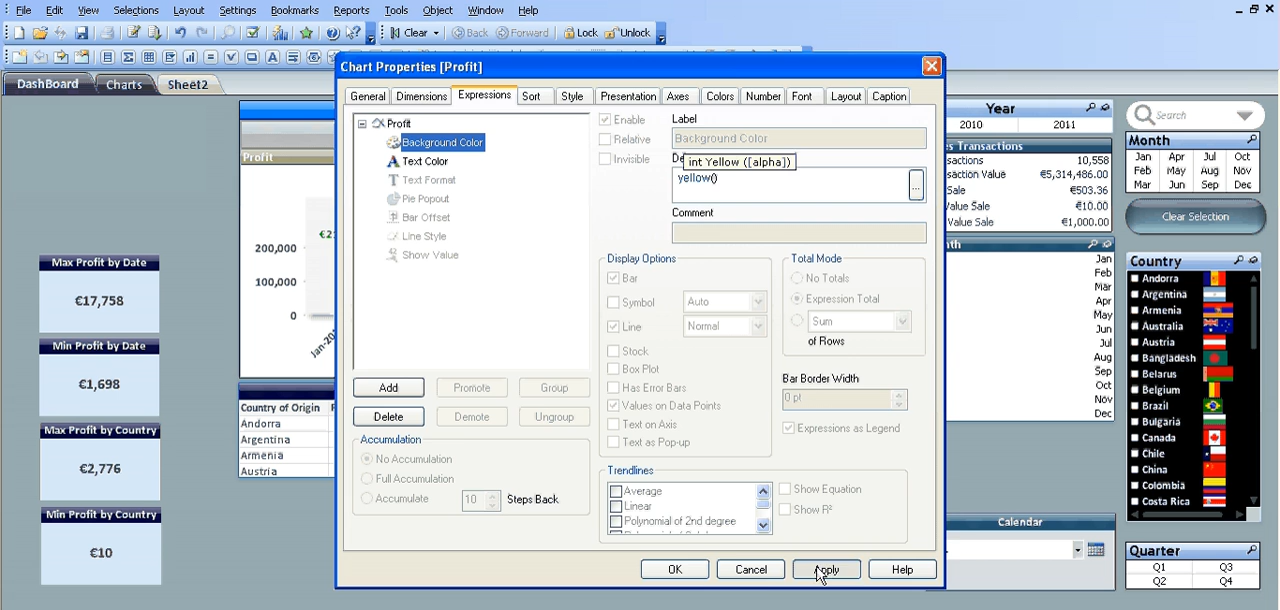 File Edit View Selections Layout Settings Bookmarks Reports Tools Object Window Help
Clear Back Forward Lock Unlock
DashBoard Charts Sheet2
Max Profit by Date
€17,758
Min Profit by Date
€1,698
Max Profit by Country
€2,776
Min Profit by Country
€10
Profit
200,000
100,000
0
Country of Origin
Andorra
Argentina
Armenia
Austria
Chart Properties [Profit]
General Dimensions Expressions Sort Style Presentation Axes Colors Number Font Layout Caption
Profit
Background Color
Text Color
Text Format
Pie Popout
Bar Offset
Line Style
Show Value
Add Promote Group
Delete Demote Ungroup
Accumulation
No Accumulation
Full Accumulation
Accumulate 10 Steps Back
Enable
Relative
Invisible
Label
Background Color
int Yellow ([alpha])
yellow()
...
Comment
Display Options
Bar
Symbol Auto
Line Normal
Stock
Box Plot
Has Error Bars
Values on Data Points
Text on Axis
Text as Pop-up
Total Mode
No Totals
Expression Total
Sum
of Rows
Bar Border Width
0 pt
Expressions as Legend
Trendlines
Average
Linear
Polynomial of 2nd degree
Show Equation
Show R²
OK Cancel Apply Help
Year
2010 2011
s Transactions
sactions 10,558
saction Value €5,314,486.00
Sale €503.36
Value Sale €10.00
Value Sale €1,000.00
nth
Jan
Feb
Mar
Apr
May
Jun
Jul
Aug
Sep
Oct
Nov
Dec
Calendar
Search
Month
Jan Apr Jul Oct
Feb May Aug Nov
Mar Jun Sep Dec
Clear Selection
Country
Andorra
Argentina
Armenia
Australia
Austria
Bangladesh
Belarus
Belgium
Brazil
Bulgaria
Canada
Chile
China
Colombia
Costa Rica
Quarter
Q1 Q3
Q2 Q4